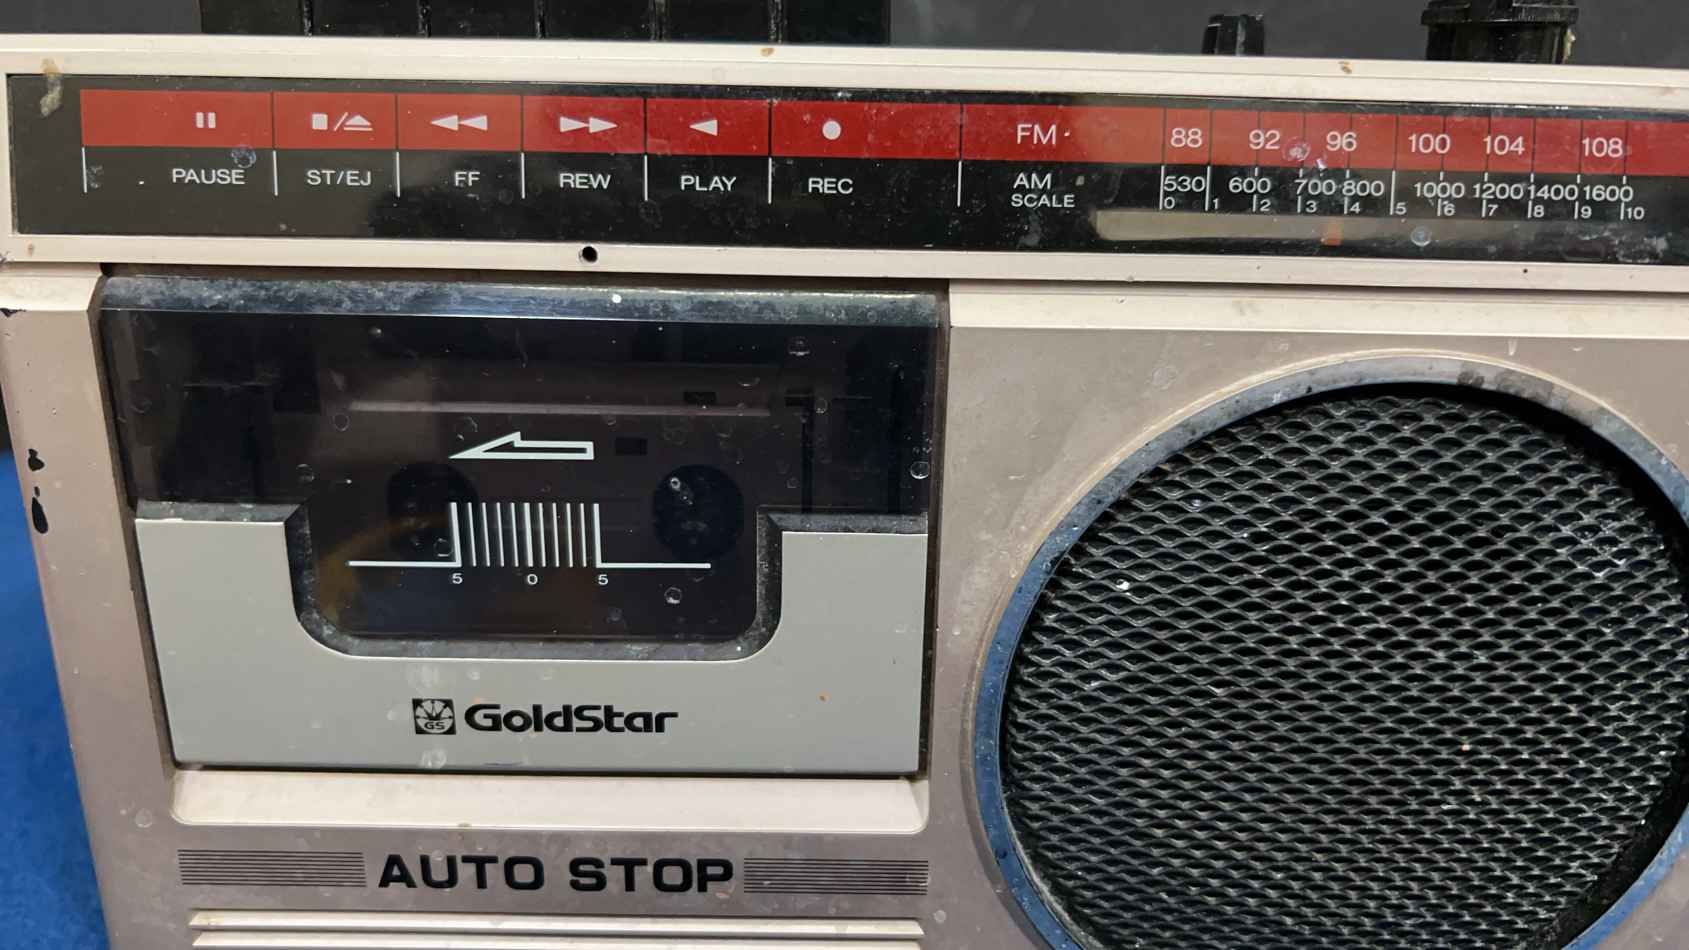 PAUSE ST/EJ FF REW PLAY REC
FM 88 92 96 100 104 108
AM 530 600 700 800 1000 1200 1400 1600
SCALE 0 1 2 3 4 5 6 7 8 9 10
5 0 5
GS GoldStar
AUTO STOP